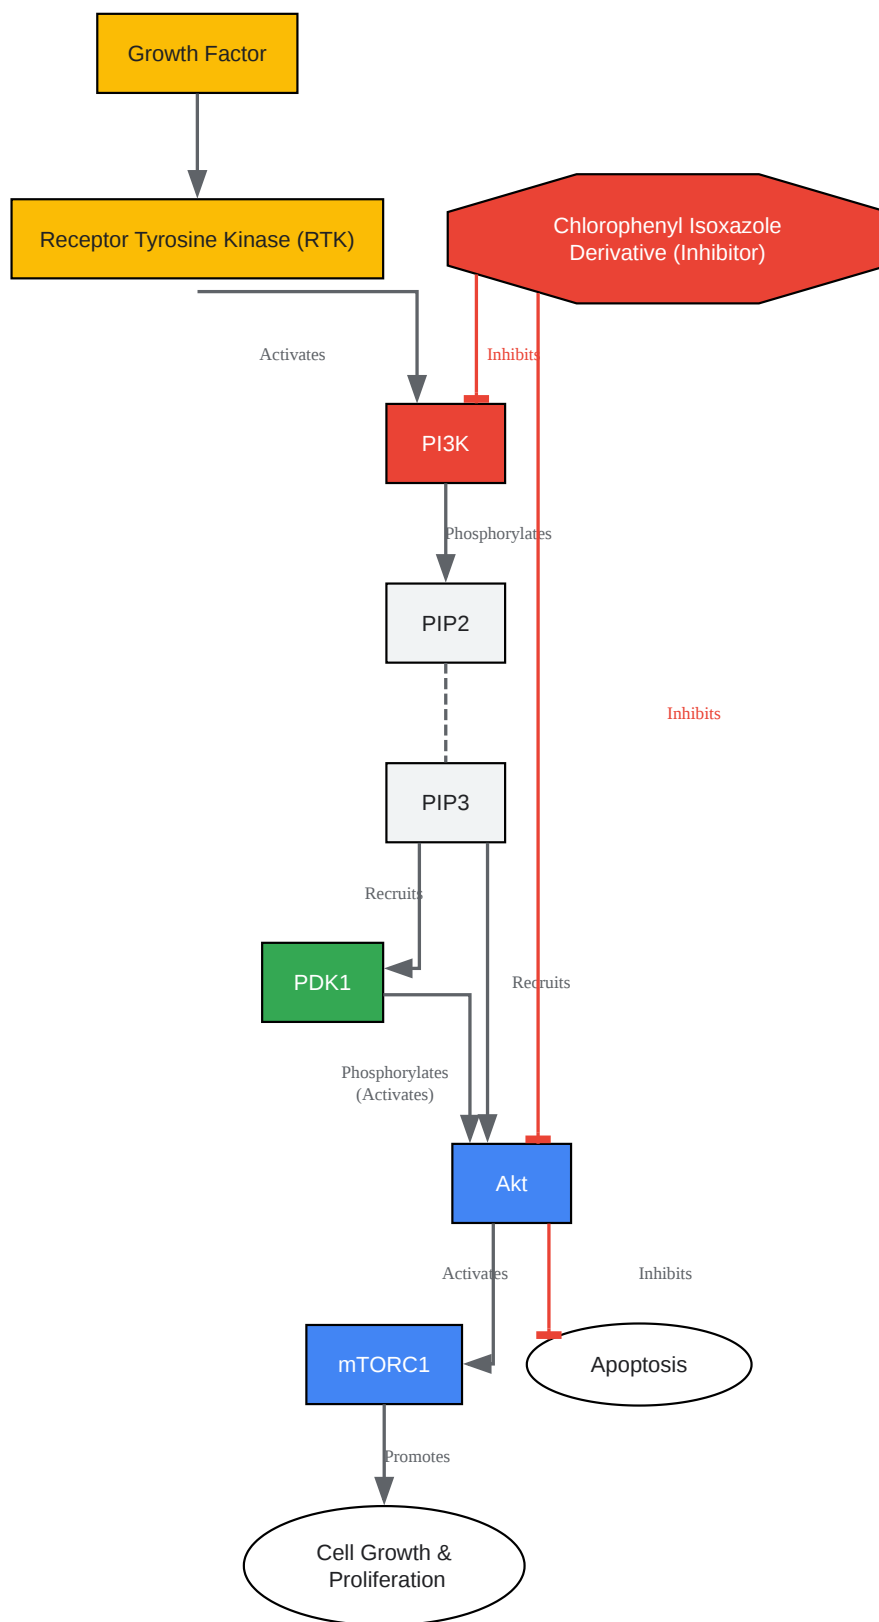 Growth Factor
Receptor Tyrosine Kinase (RTK)
Chlorophenyl Isoxazole
Derivative (Inhibitor)
Activates
Inhibits
PI3K
Phosphorylates
PIP2
Inhibits
PIP3
Recruits
PDK1
Recruits
Phosphorylates
(Activates)
Akt
Activates
Inhibits
mTORC1
Apoptosis
Promotes
Cell Growth &
Proliferation